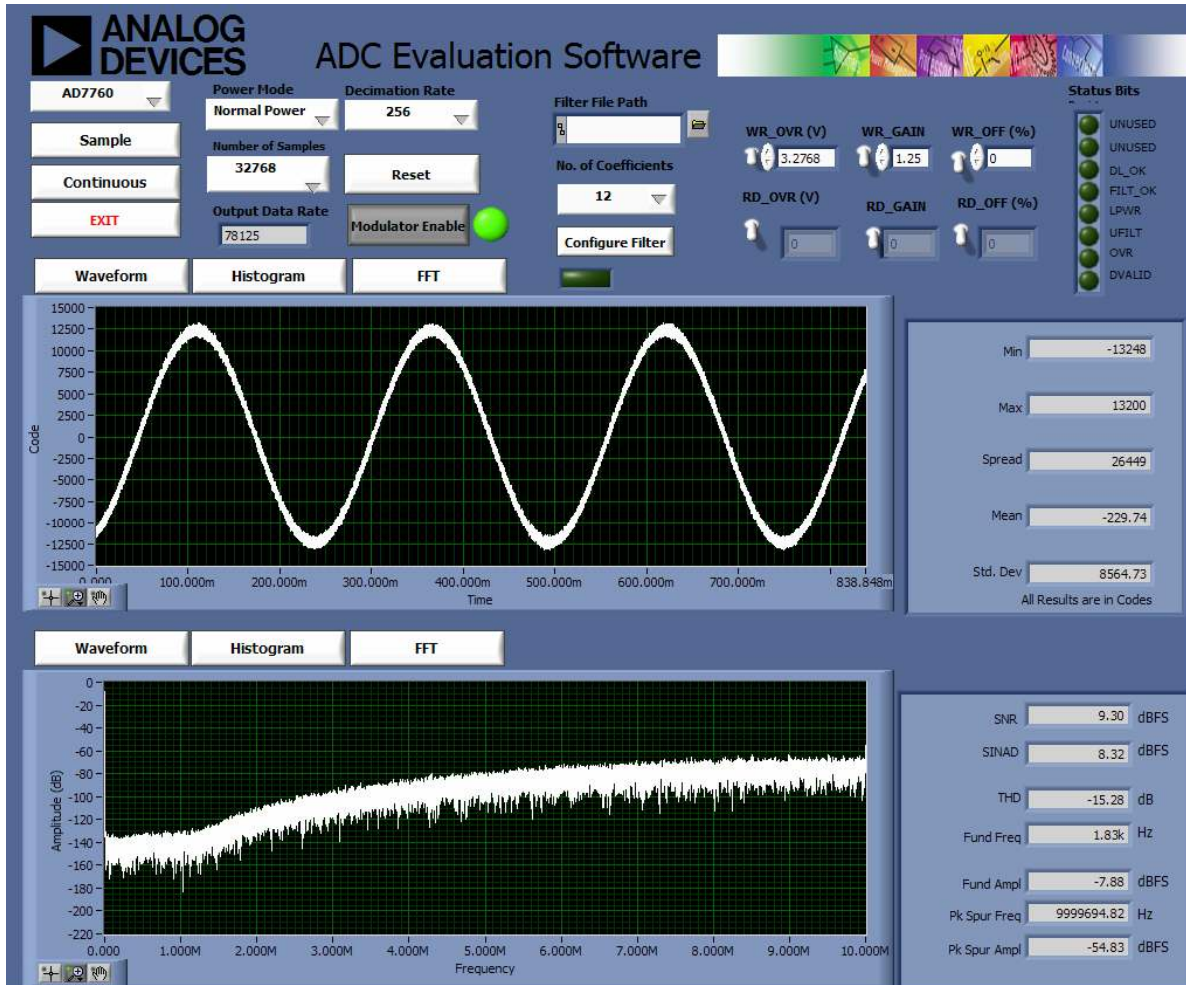 ANALOG
DEVICES
ADC Evaluation Software
AD7760
Power Mode
Decimation Rate
Normal Power
256
Filter File Path
Status Bits
Sample
Number of Samples
32768
Reset
No. of Coefficients
12
WR_OVR (V)
WR_GAIN
WR_OFF (%)
3.2768
1.25
0
UNUSED
UNUSED
DL_OK
FILT_OK
LPWR
UFILT
OVR
DVALID
Continuous
EXIT
Output Data Rate
78125
Modulator Enable
Configure Filter
RD_OVR (V)
RD_GAIN
RD_OFF (%)
0
0
0
Waveform
Histogram
FFT
15000
12500
10000
7500
5000
2500
0
-2500
-5000
-7500
-10000
-12500
-15000
Code
0.000
100.000m
200.000m
300.000m
400.000m
500.000m
600.000m
700.000m
838.848m
Time
Min
-13248
Max
13200
Spread
26449
Mean
-229.74
Std. Dev
8564.73
All Results are in Codes
Waveform
Histogram
FFT
0
-20
-40
-60
-80
-100
-120
-140
-160
-180
-200
-220
Amplitude (dB)
0.000
1.000M
2.000M
3.000M
4.000M
5.000M
6.000M
7.000M
8.000M
9.000M
10.000M
Frequency
SNR
9.30 dBFS
SINAD
8.32 dBFS
THD
-15.28 dB
Fund Freq
1.83k Hz
Fund Ampl
-7.88 dBFS
Pk Spur Freq
9999694.82 Hz
Pk Spur Ampl
-54.83 dBFS